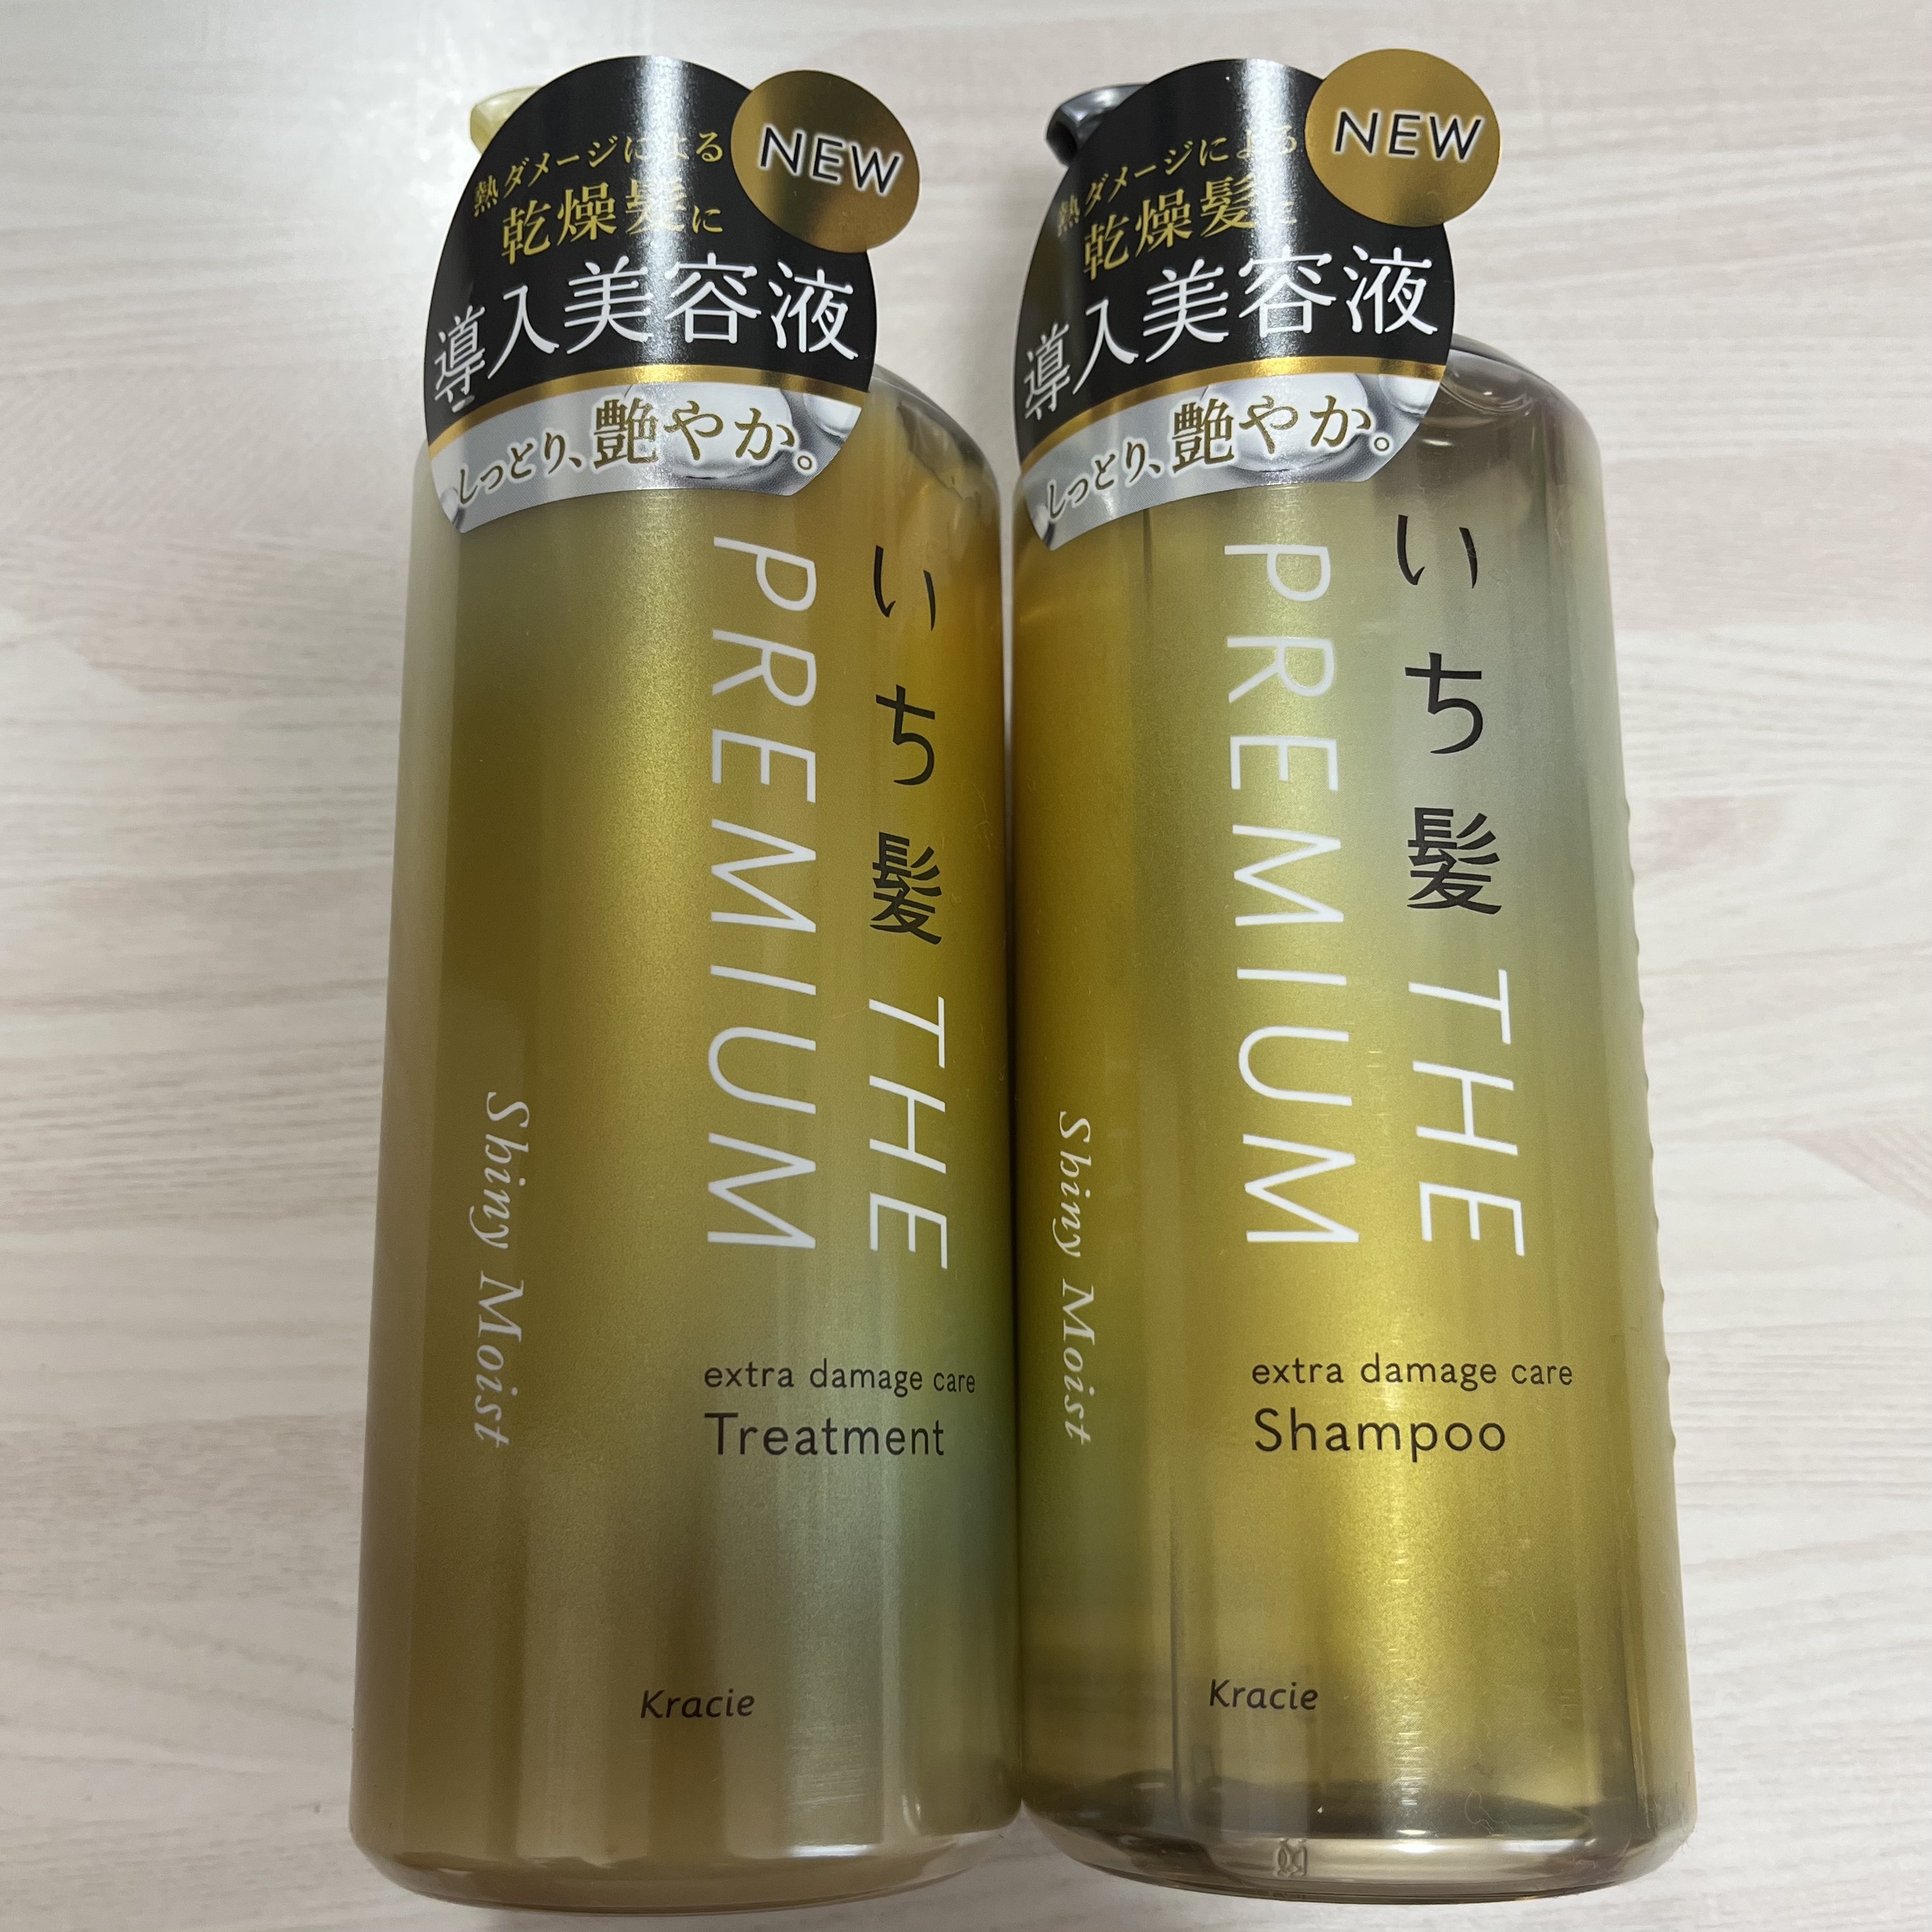 NEW
熱ダメージによる
乾燥髪に
導入美容液
しっとり、艶やか。
いち髪 THE
PREMIUM
Shiny Moist
extra damage care
Treatment
Kracie
NEW
熱ダメージによる
乾燥髪に
導入美容液
しっとり、艶やか。
いち髪 THE
PREMIUM
Shiny Moist
extra damage care
Shampoo
Kracie